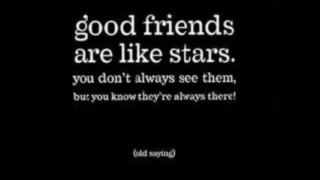 good friends
are like stars.
you don't always see them,
but you know they're always there!
(old saying)